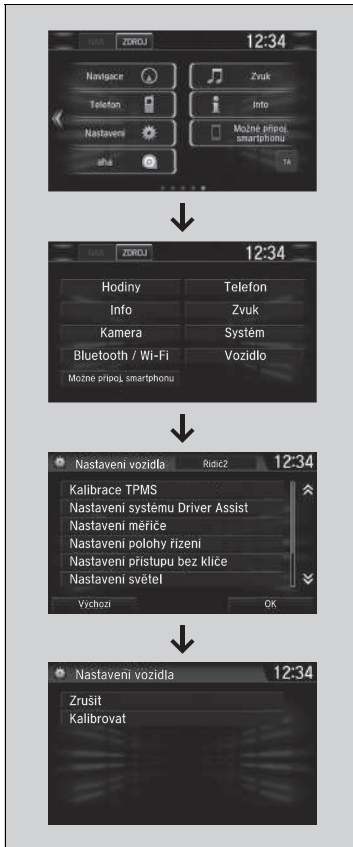 NAS. ZDROJ 12:34
Navigace Zvuk
Telefon Info
Nastavení Možné připoj. smartphonu
aha TA
ZDROJ 12:34
Hodiny Telefon
Info Zvuk
Kamera Systém
Bluetooth / Wi-Fi Vozidlo
Možné připoj. smartphonu
Nastavení vozidla Řidič2 12:34
Kalibrace TPMS
Nastavení systému Driver Assist
Nastavení měřiče
Nastavení polohy řízení
Nastavení přístupu bez klíče
Nastavení světel
Výchozí OK
Nastavení vozidla 12:34
Zrušit
Kalibrovat